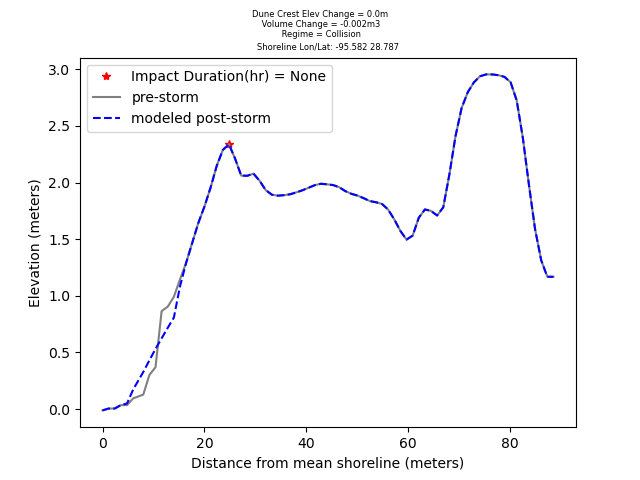 Dune Crest Elev Change = 0.0m
Volume Change = -0.002m3
Regime = Collision
Shoreline Lon/Lat: -95.582 28.787
Impact Duration(hr) = None
pre-storm
modeled post-storm
3.0
2.5
2.0
1.5
1.0
0.5
0.0
Elevation (meters)
0 20 40 60 80
Distance from mean shoreline (meters)